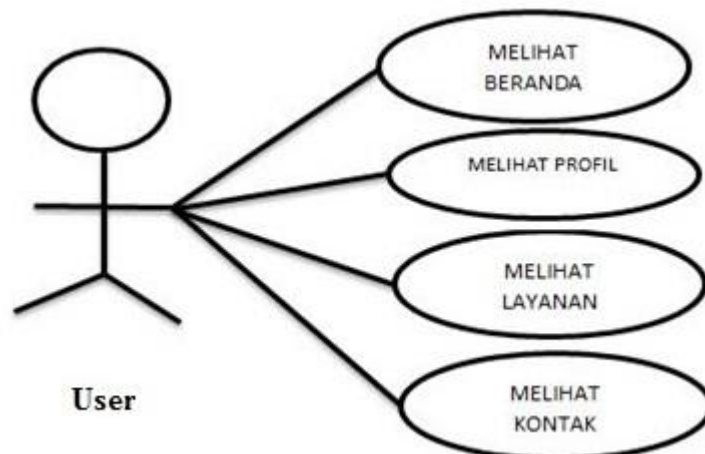 MELIHAT
BERANDA
MELIHAT PROFIL
MELIHAT
LAYANAN
MELIHAT
KONTAK
User